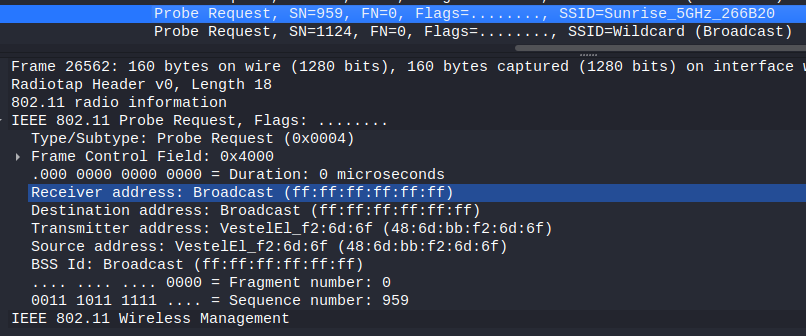 Probe Request, SN=959, FN=0, Flags=........, SSID=Sunrise_5GHz_266B20
Probe Request, SN=1124, FN=0, Flags=........, SSID=Wildcard (Broadcast)
Frame 26562: 160 bytes on wire (1280 bits), 160 bytes captured (1280 bits) on interface
Radiotap Header v0, Length 18
802.11 radio information
IEEE 802.11 Probe Request, Flags: ........
Type/Subtype: Probe Request (0x0004)
Frame Control Field: 0x4000
.000 0000 0000 0000 = Duration: 0 microseconds
Receiver address: Broadcast (ff:ff:ff:ff:ff:ff)
Destination address: Broadcast (ff:ff:ff:ff:ff:ff)
Transmitter address: VestelEl_f2:6d:6f (48:6d:bb:f2:6d:6f)
Source address: VestelEl_f2:6d:6f (48:6d:bb:f2:6d:6f)
BSS Id: Broadcast (ff:ff:ff:ff:ff:ff)
.... .... .... 0000 = Fragment number: 0
0011 1011 1111 .... = Sequence number: 959
IEEE 802.11 Wireless Management